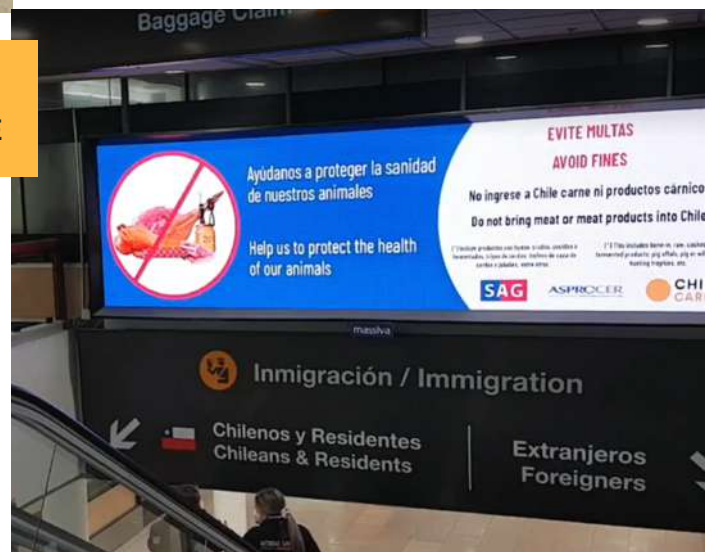 Baggage Claim
Ayúdanos a proteger la sanidad
de nuestros animales
Help us to protect the health
of our animals
EVITE MULTAS
AVOID FINES
No ingrese a Chile carne ni productos cárnico
Do not bring meat or meat products into Chile
SAG
ASPROCER
CHI
massiva
Inmigración / Immigration
Chilenos y Residentes
Chileans & Residents
Extranjeros
Foreigners